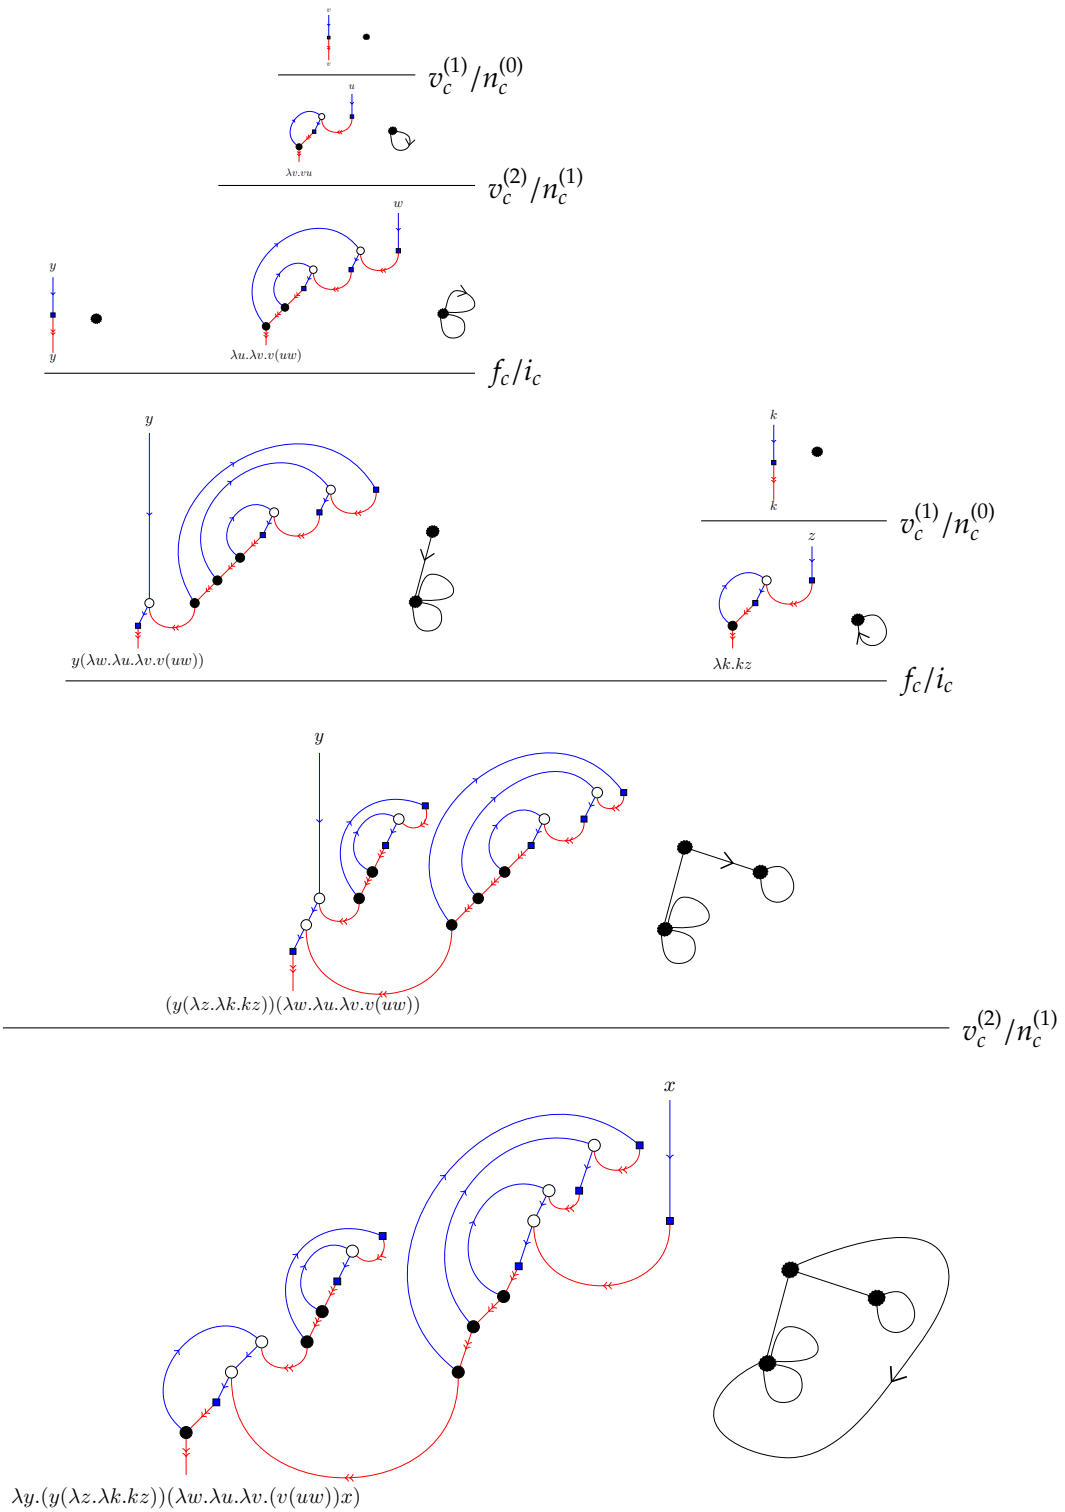 v
v
v_c^{(1)}/n_c^{(0)}
u
λv.vu
v_c^{(2)}/n_c^{(1)}
w
y
y
λu.λv.v(uw)
f_c/i_c
y
k
k
v_c^{(1)}/n_c^{(0)}
z
y(λw.λu.λv.v(uw))
λk.kz
f_c/i_c
y
(y(λz.λk.kz))(λw.λu.λv.v(uw))
v_c^{(2)}/n_c^{(1)}
x
λy.(y(λz.λk.kz))(λw.λu.λv.(v(uw))x)